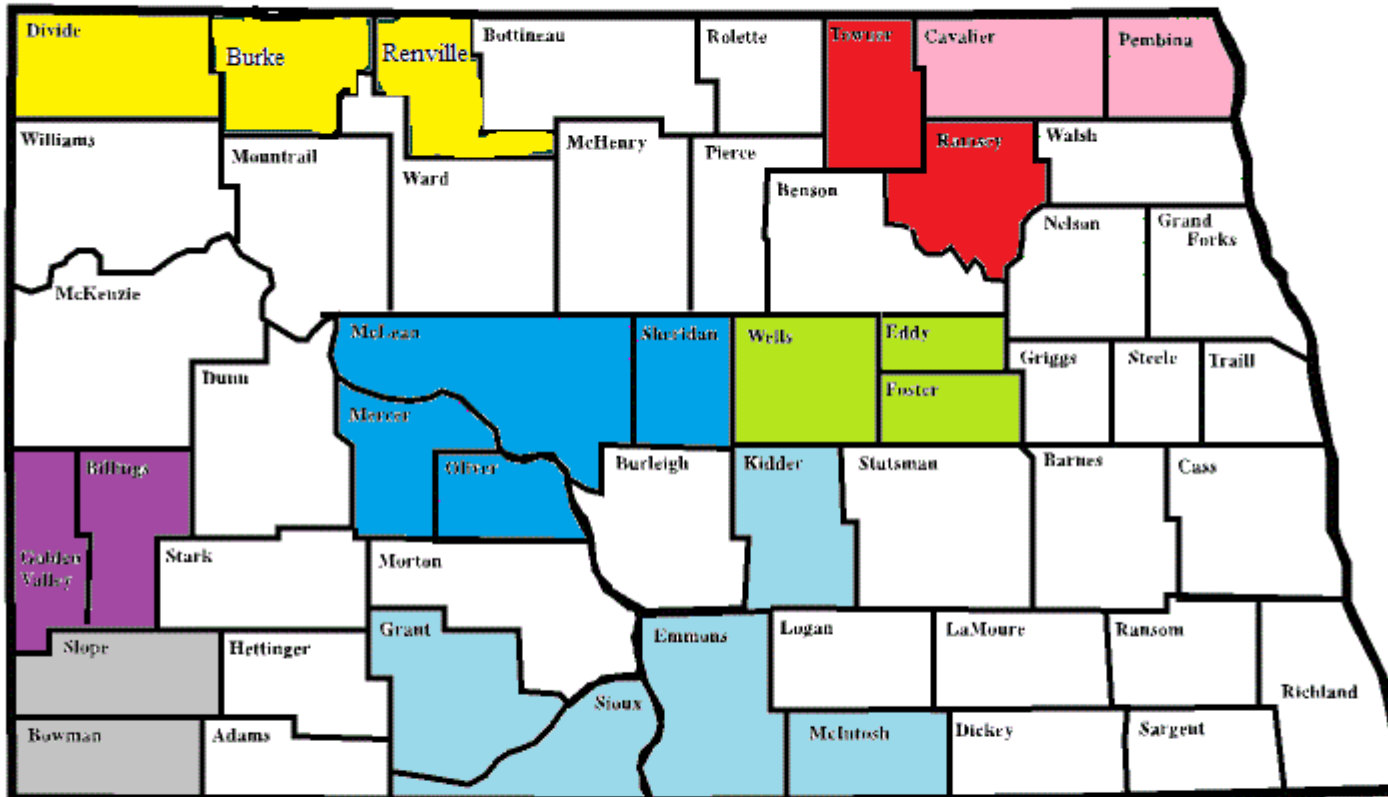 Divide
Burke
Renville
Bottineau
Rolette
Towner
Cavalier
Pembina
Williams
Mountrail
Ward
McHenry
Pierce
Benson
Ramsey
Walsh
Nelson
Grand
Forks
McKenzie
Dunn
McLean
Sheridan
Wells
Eddy
Foster
Griggs
Steele
Traill
Mercer
Oliver
Burleigh
Kidder
Stutsman
Barnes
Cass
Billings
Golden
Valley
Stark
Morton
Grant
Emmons
Logan
LaMoure
Ransom
Slope
Hettinger
Sioux
Richland
Bowman
Adams
McIntosh
Dickey
Sargent